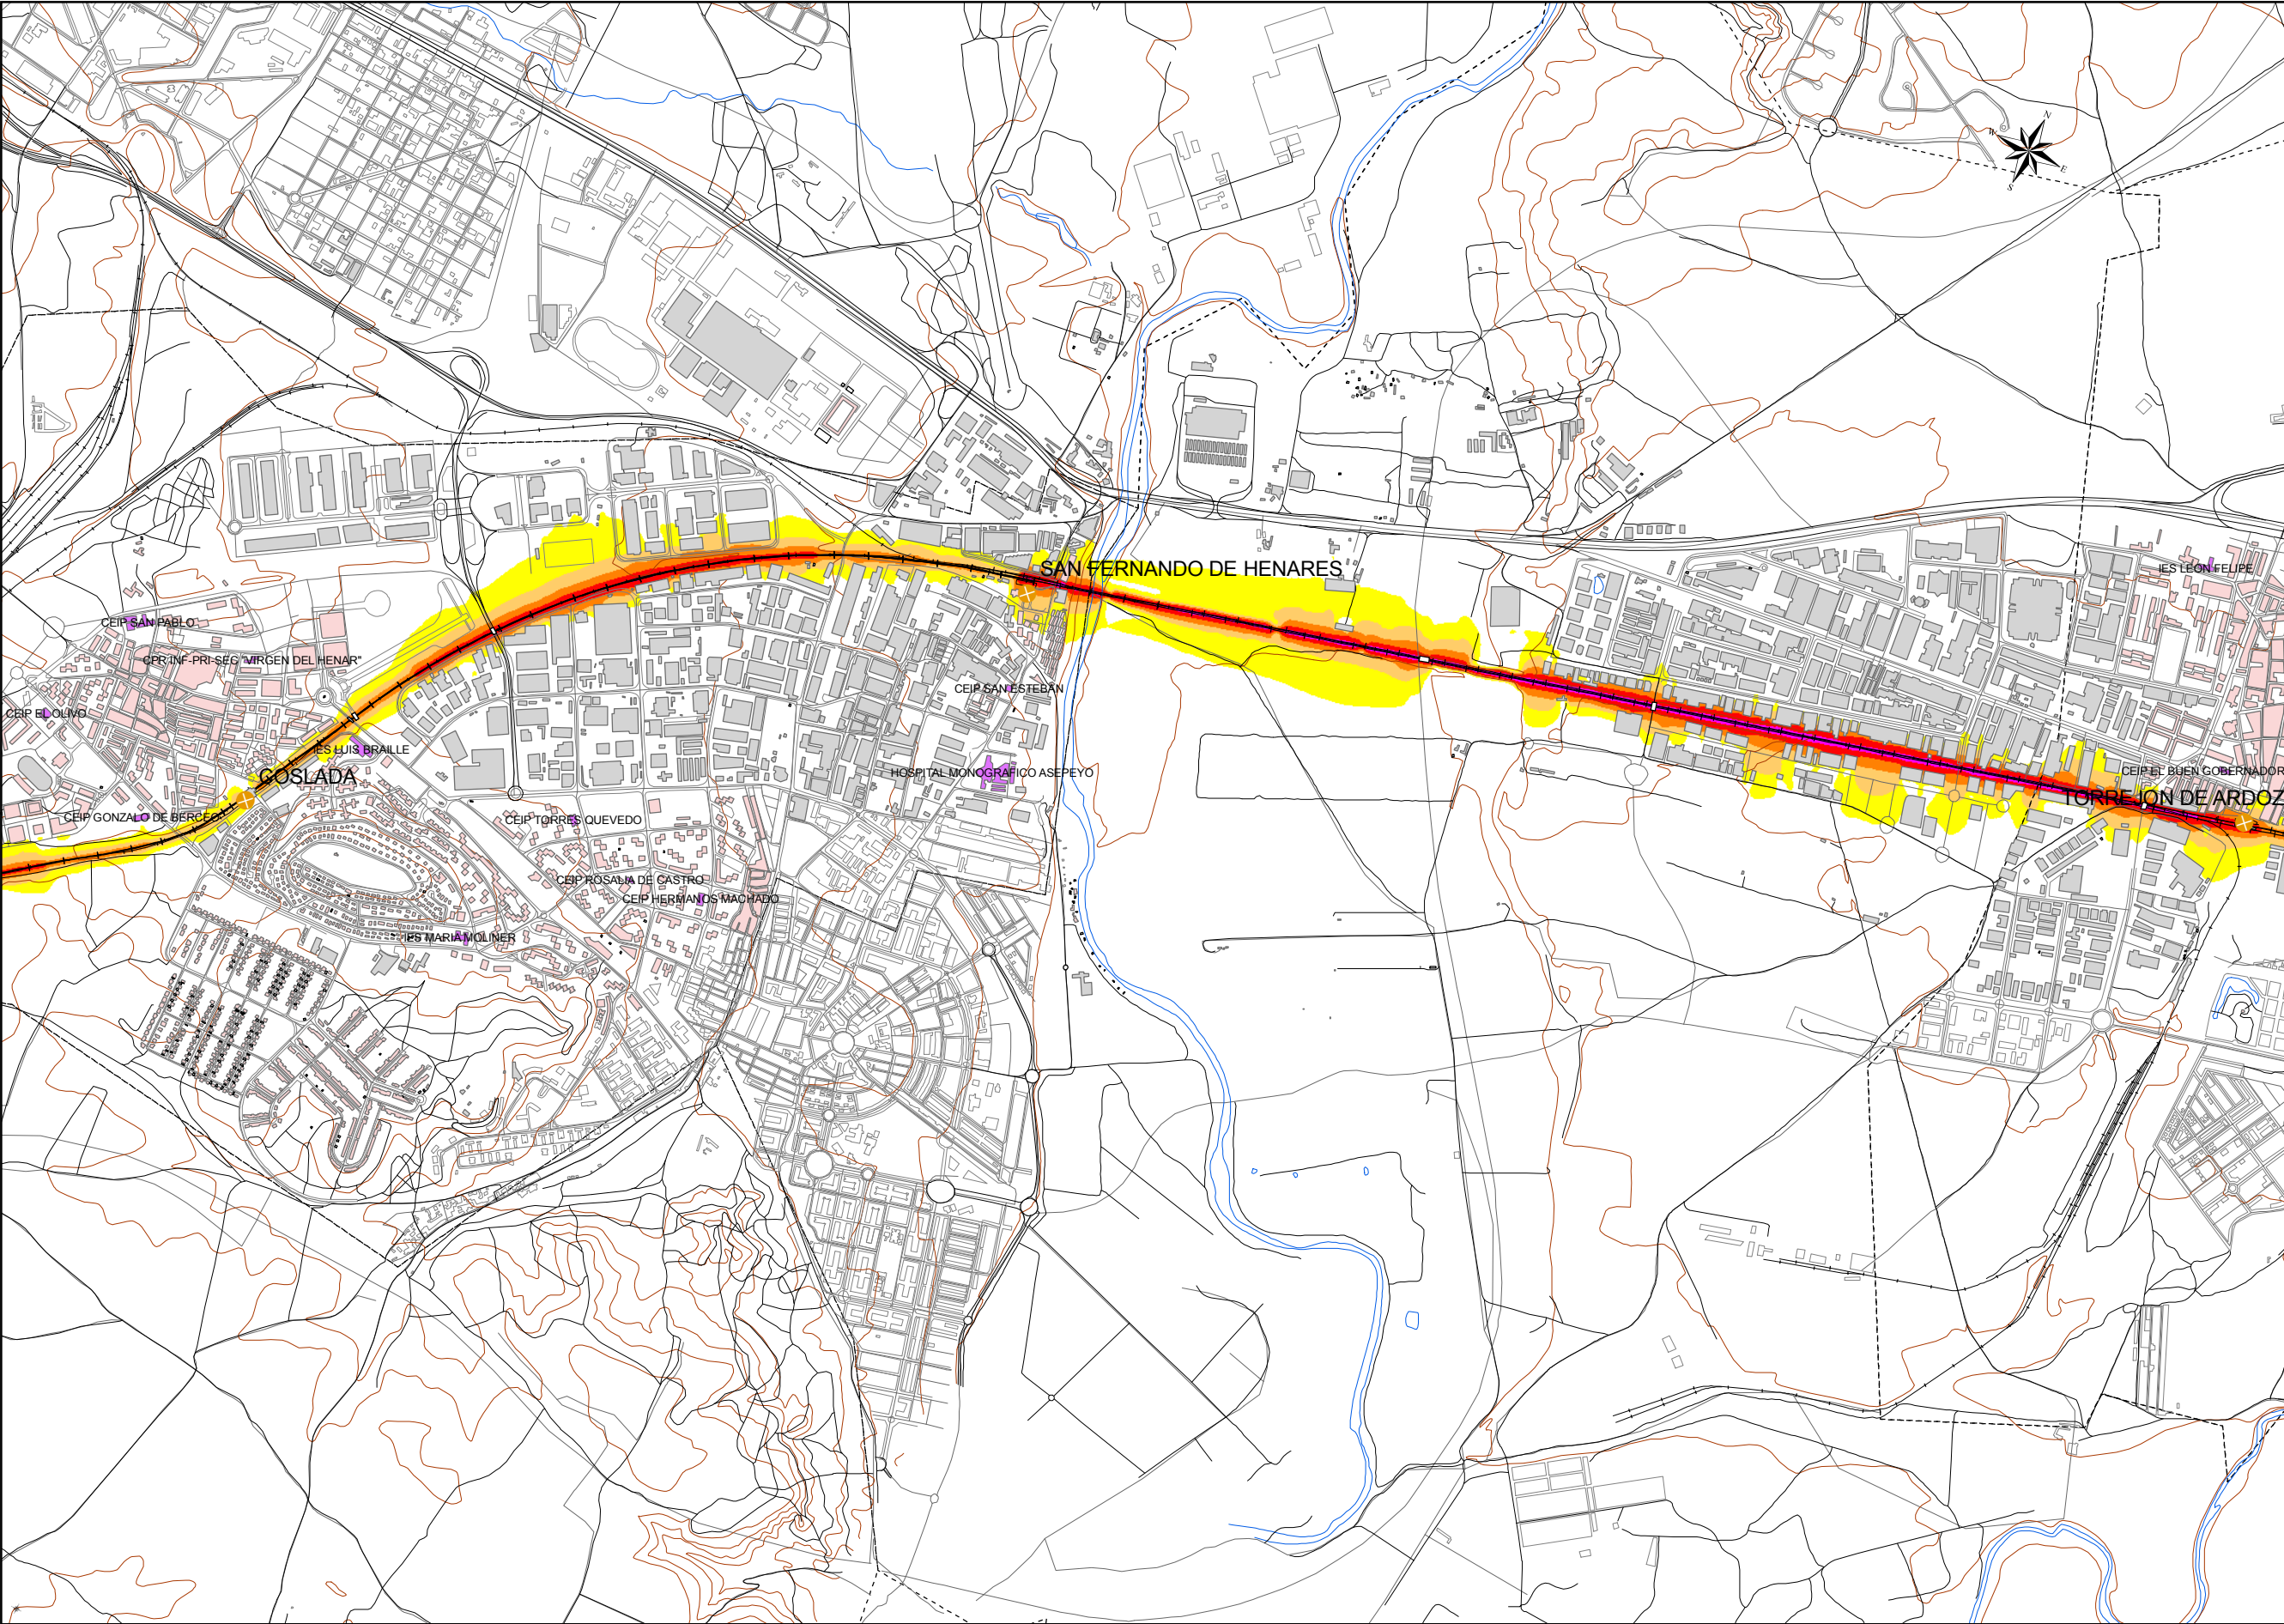 N
W
E
S
SAN FERNANDO DE HENARES
IES LEON FELIPE
CEIP SAN PABLO
CPR INF-PRI-SEC "VIRGEN DEL HENAR"
CEIP SAN ESTEBAN
CEIP EL OLIVO
IES LUIS BRAILLE
COSLADA
HOSPITAL MONOGRAFICO ASEPEYO
CEIP EL BUEN GOBERNADOR
TORREJON DE ARDOZ
CEIP GONZALO DE BERCEO
CEIP TORRES QUEVEDO
CEIP ROSALIA DE CASTRO
CEIP HERMANOS MACHADO
IES MARIA MOLINER